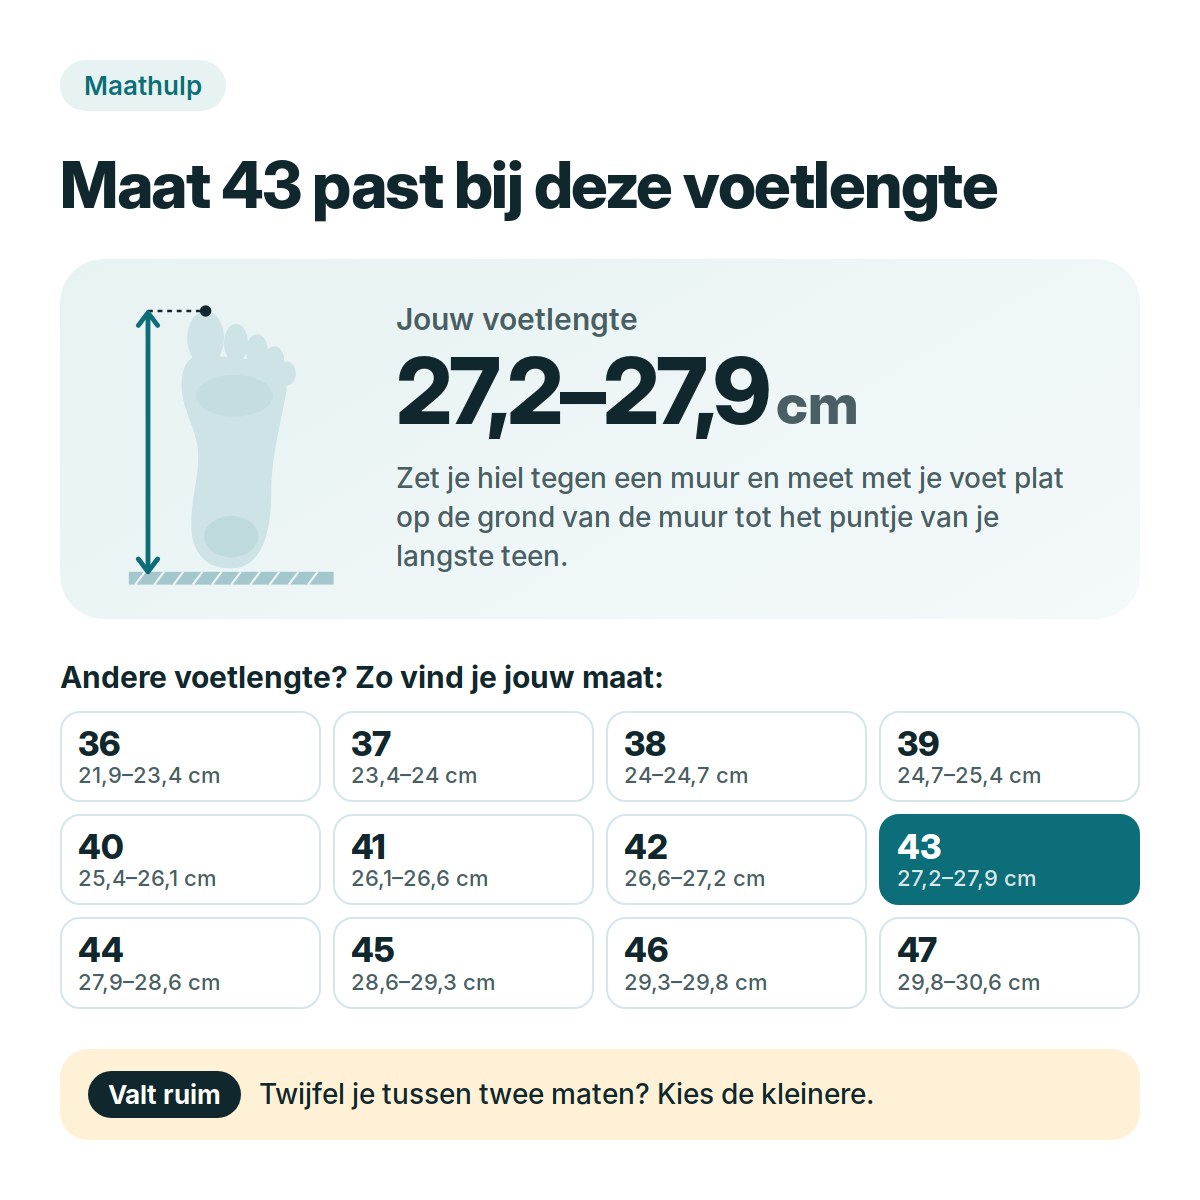 Maathulp
Maat 43 past bij deze voetlengte
Jouw voetlengte
27,2–27,9 cm
Zet je hiel tegen een muur en meet met je voet plat
op de grond van de muur tot het puntje van je
langste teen.
Andere voetlengte? Zo vind je jouw maat:
36
21,9–23,4 cm
37
23,4–24 cm
38
24–24,7 cm
39
24,7–25,4 cm
40
25,4–26,1 cm
41
26,1–26,6 cm
42
26,6–27,2 cm
43
27,2–27,9 cm
44
27,9–28,6 cm
45
28,6–29,3 cm
46
29,3–29,8 cm
47
29,8–30,6 cm
Valt ruim Twijfel je tussen twee maten? Kies de kleinere.